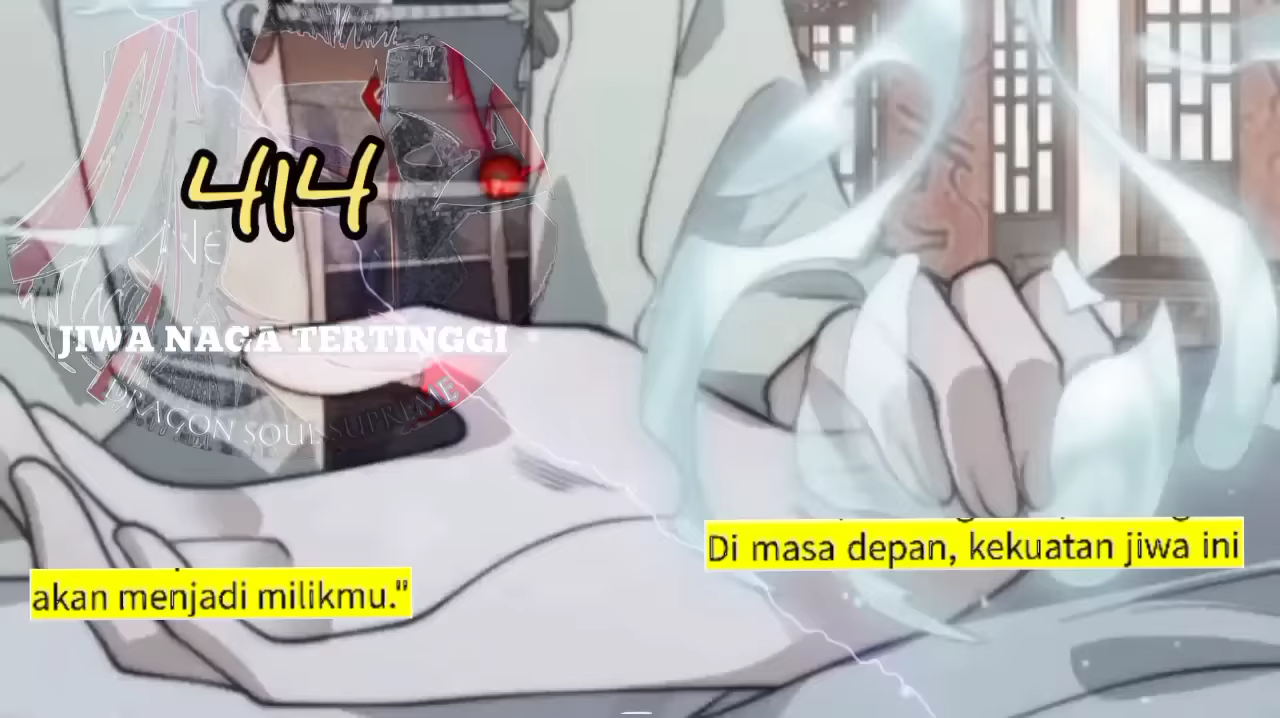 414
JIWA NAGA TERTINGGI
DRAGON SOUL SUPREME
Di masa depan, kekuatan jiwa ini
akan menjadi milikmu."